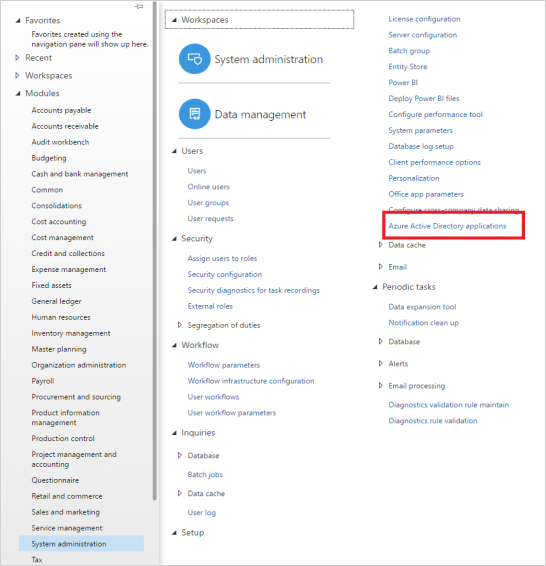 Favorites
Favorites created using the
navigation pane will show up here.
Recent
Workspaces
Modules
Accounts payable
Accounts receivable
Audit workbench
Budgeting
Cash and bank management
Common
Consolidations
Cost accounting
Cost management
Credit and collections
Expense management
Fixed assets
General ledger
Human resources
Inventory management
Master planning
Organization administration
Payroll
Procurement and sourcing
Product information
management
Production control
Project management and
accounting
Questionnaire
Retail and commerce
Sales and marketing
Service management
System administration
Tax
Workspaces
System administration
Data management
Users
Users
Online users
User groups
User requests
Security
Assign users to roles
Security configuration
Security diagnostics for task recordings
External roles
Segregation of duties
Workflow
Workflow parameters
Workflow infrastructure configuration
User workflows
User workflow parameters
Inquiries
Database
Batch jobs
Data cache
User log
Setup
License configuration
Server configuration
Batch group
Entity Store
Power BI
Deploy Power BI files
Configure performance tool
System parameters
Database log setup
Client performance options
Personalization
Office app parameters
Configure cross-company data sharing
Azure Active Directory applications
Data cache
Email
Periodic tasks
Data expansion tool
Notification clean up
Database
Alerts
Email processing
Diagnostics validation rule maintain
Diagnostics rule validation